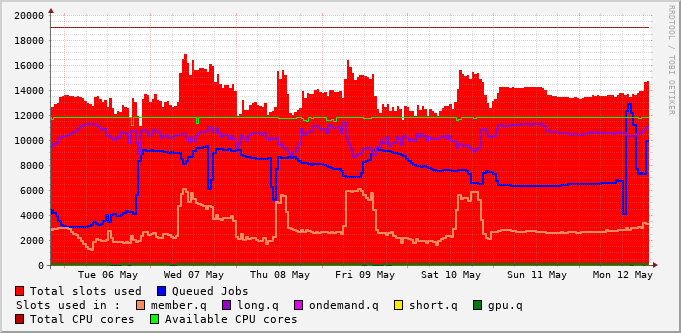 RRDTOOL / TOBI OETIKER
20000
18000
16000
14000
12000
10000
8000
6000
4000
2000
0
Tue 06 May Wed 07 May Thu 08 May Fri 09 May Sat 10 May Sun 11 May Mon 12 May
Total slots used Queued Jobs
Slots used in : member.q long.q ondemand.q short.q gpu.q
Total CPU cores Available CPU cores